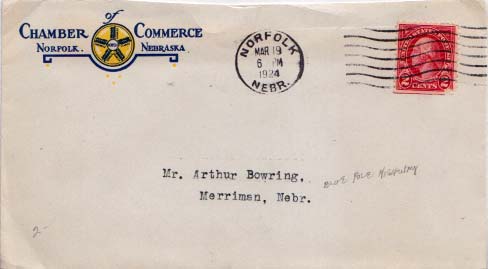 Chamber of Commerce
Norfolk. Nebraska
NORFOLK
MAR 19
6 PM
1924
NEBR.
2 CENTS 2
Mr. Arthur Bowring,
Merriman, Nebr.
2-